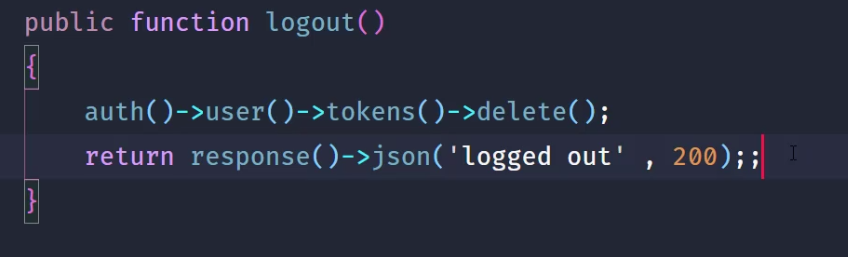 public function logout()
{
    auth()->user()->tokens()->delete();
    return response()->json('logged out' , 200);;
}